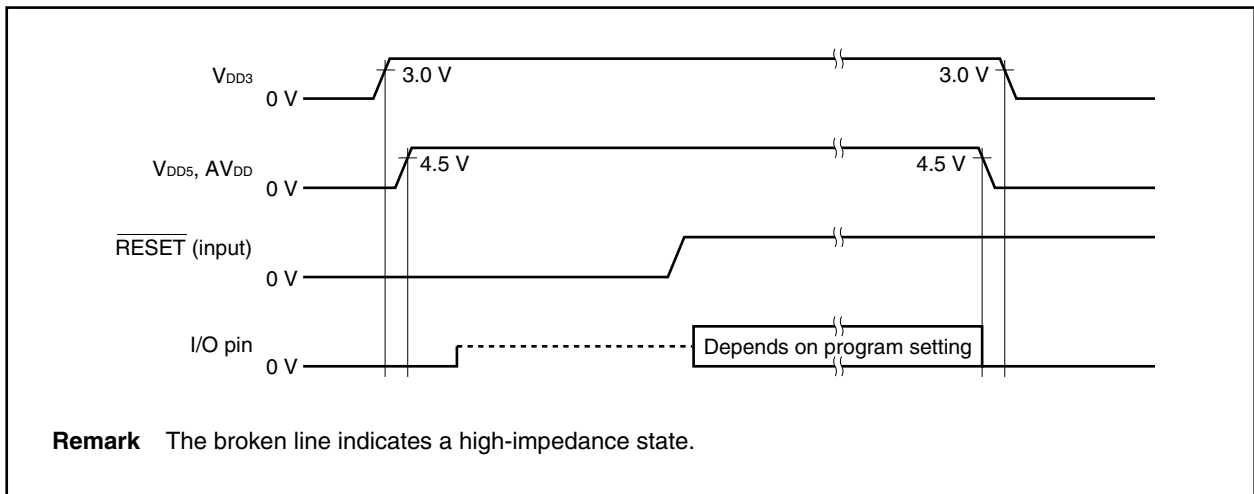 VDD3
3.0 V
3.0 V
0 V
VDD5, AVDD
4.5 V
4.5 V
0 V
RESET (input)
0 V
I/O pin
Depends on program setting
0 V
Remark The broken line indicates a high-impedance state.